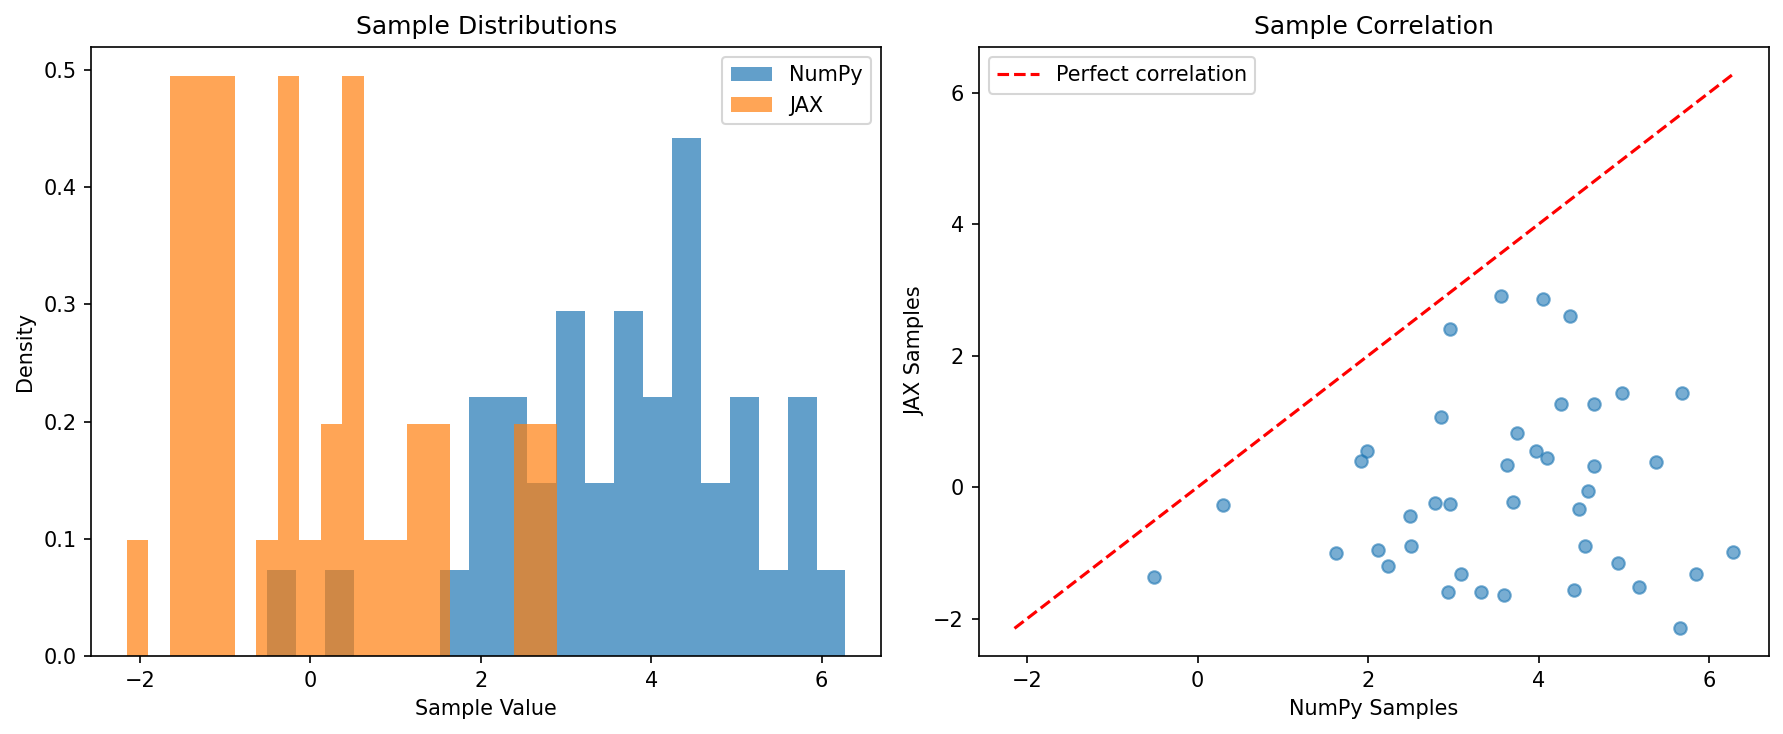 Sample Distributions
0.5
0.4
0.3
0.2
0.1
0.0
Density
−2
0
2
4
6
Sample Value
NumPy
JAX
Sample Correlation
6
4
2
0
−2
JAX Samples
−2
0
2
4
6
NumPy Samples
Perfect correlation